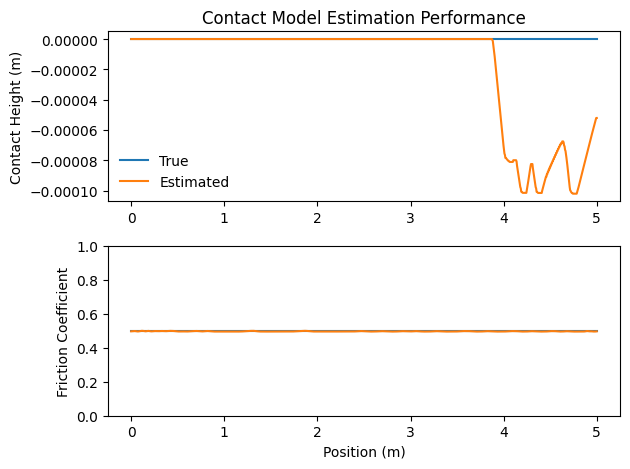 Contact Model Estimation Performance
Contact Height (m)
0.00000
−0.00002
−0.00004
−0.00006
−0.00008
−0.00010
True
Estimated
0 1 2 3 4 5
Friction Coefficient
1.0
0.8
0.6
0.4
0.2
0.0
0 1 2 3 4 5
Position (m)